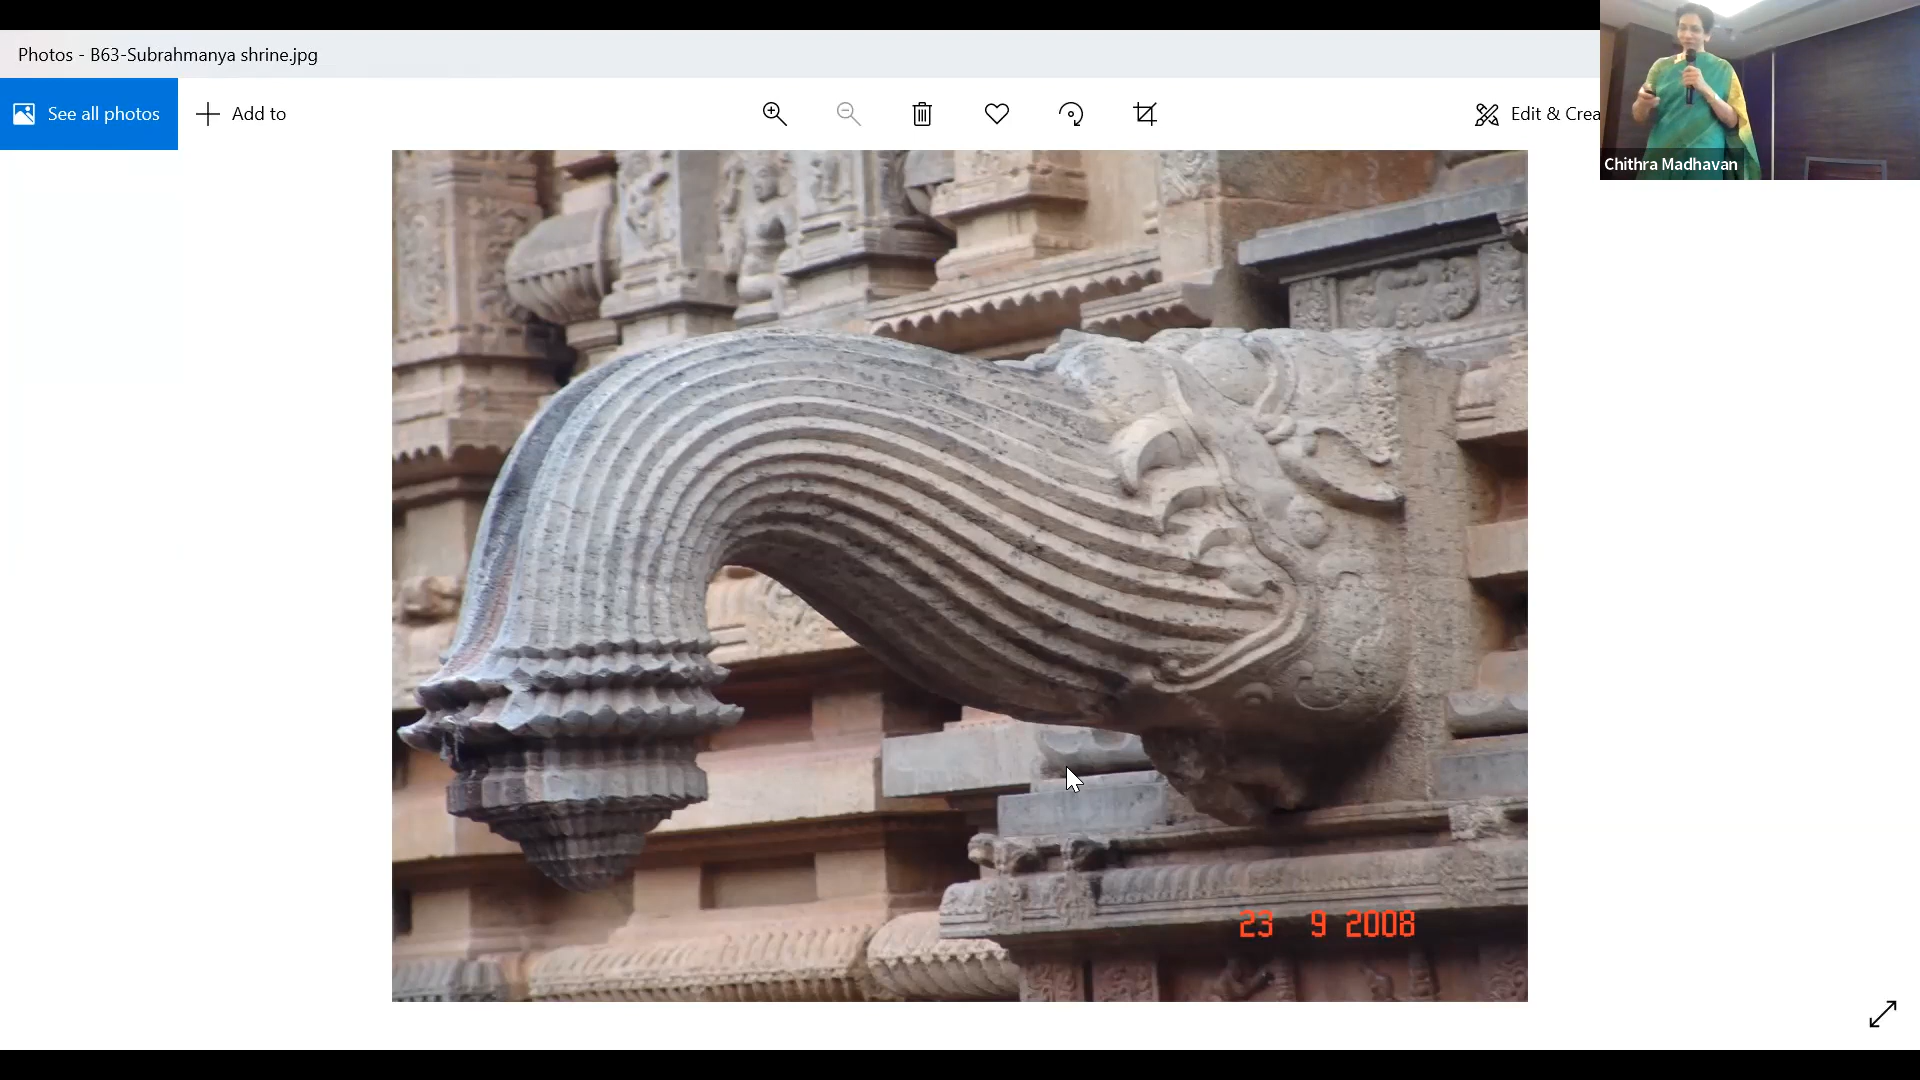 Photos - B63-Subrahmanya shrine.jpg
See all photos
Add to
Edit & Crea
Chithra Madhavan
23 9 2008